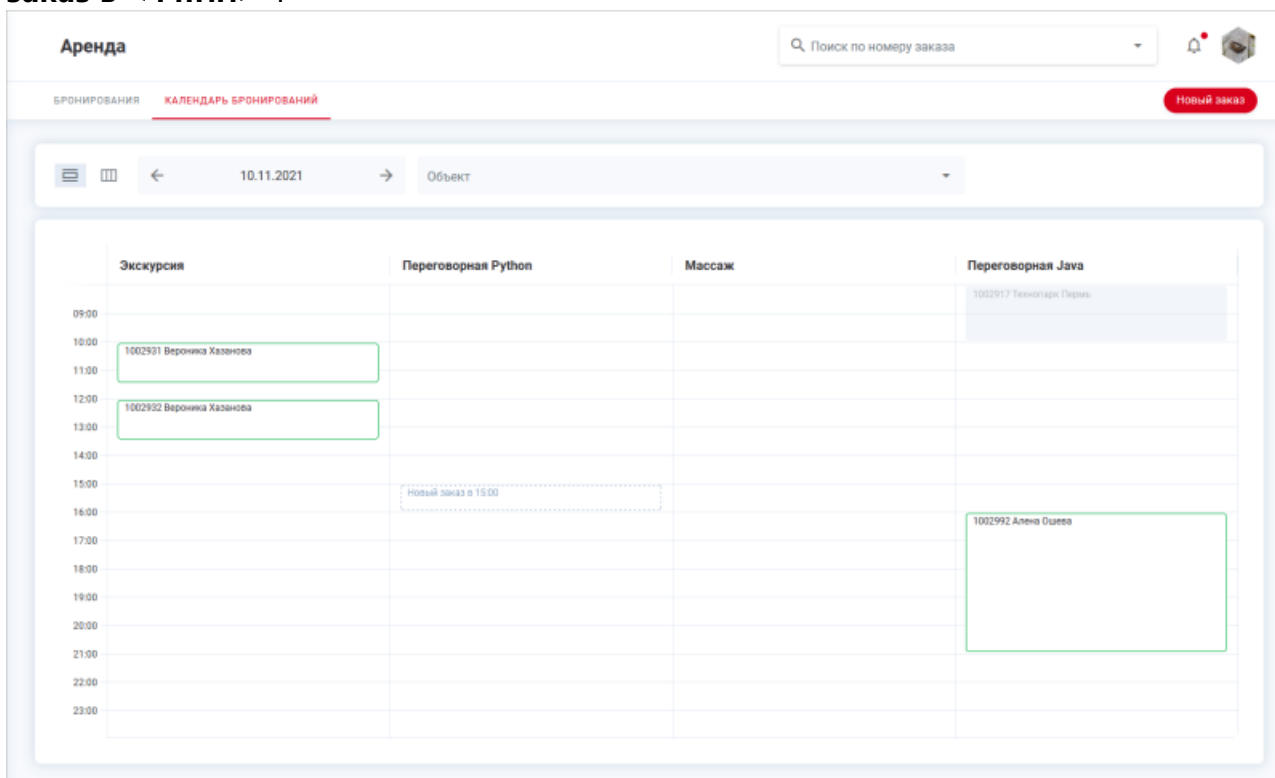 Аренда
Поиск по номеру заказа
БРОНИРОВАНИЯ КАЛЕНДАРЬ БРОНИРОВАНИЙ
Новый заказ
10.11.2021
Объект
Экскурсия Переговорная Python Массаж Переговорная Java
1002917 Технопарк Пермь
09:00
10:00
1002931 Вероника Хазанова
11:00
12:00
1002932 Вероника Хазанова
13:00
14:00
15:00
Новый заказ в 15:00
16:00
1002992 Алена Ошева
17:00
18:00
19:00
20:00
21:00
22:00
23:00